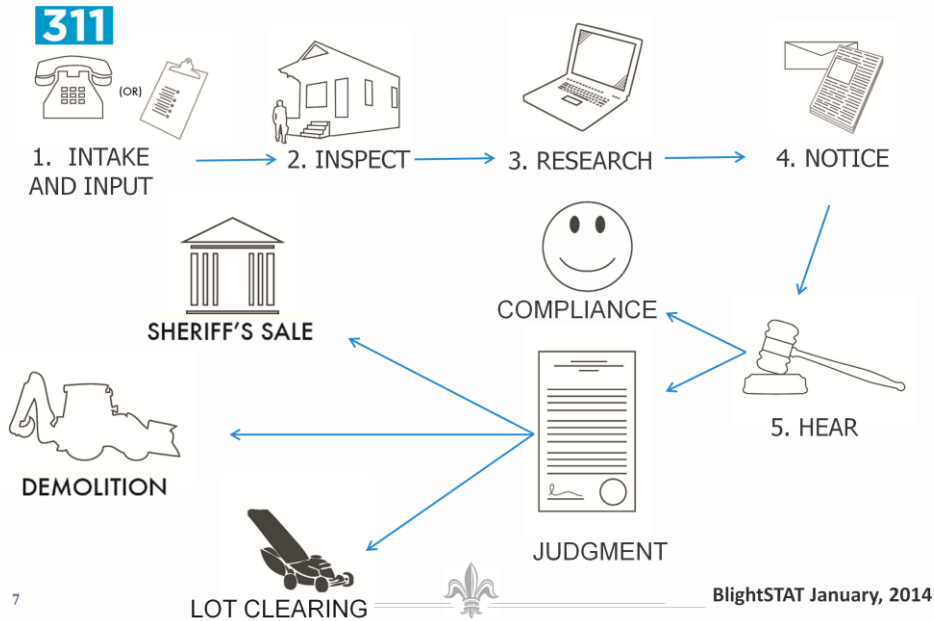 311
(OR)
1. INTAKE
AND INPUT
2. INSPECT
3. RESEARCH
4. NOTICE
COMPLIANCE
SHERIFF'S SALE
5. HEAR
DEMOLITION
JUDGMENT
LOT CLEARING
7
BlightSTAT January, 2014